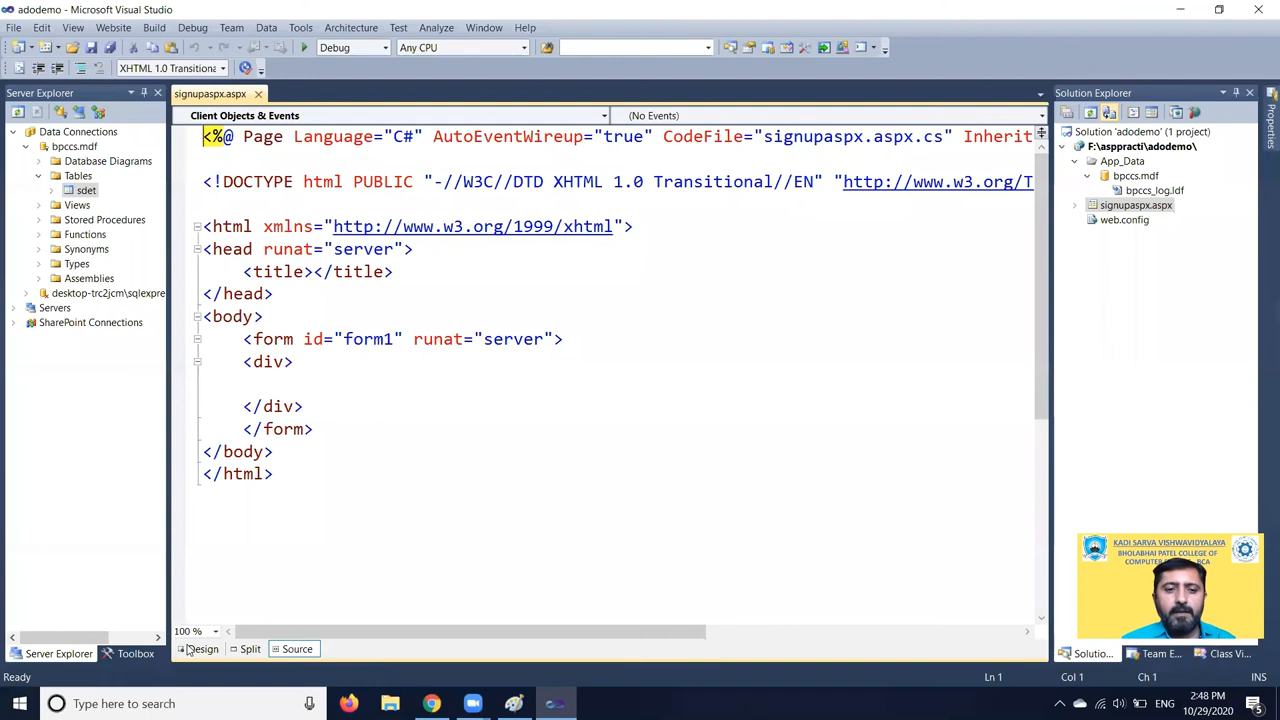 adodemo - Microsoft Visual Studio
File Edit View Website Build Debug Team Data Tools Architecture Test Analyze Window Help
Debug Any CPU
XHTML 1.0 Transitiona
Server Explorer
Data Connections
bpccs.mdf
Database Diagrams
Tables
sdet
Views
Stored Procedures
Functions
Synonyms
Types
Assemblies
desktop-trc2jcm\sqlexpre
Servers
SharePoint Connections
Server Explorer Toolbox
signupaspx.aspx
Client Objects & Events (No Events)
<%@ Page Language="C#" AutoEventWireup="true" CodeFile="signupaspx.aspx.cs" Inherit
<!DOCTYPE html PUBLIC "-//W3C//DTD XHTML 1.0 Transitional//EN" "http://www.w3.org/T
<html xmlns="http://www.w3.org/1999/xhtml">
<head runat="server">
<title></title>
</head>
<body>
<form id="form1" runat="server">
<div>
</div>
</form>
</body>
</html>
100 %
Design Split Source
Solution Explorer
Solution 'adodemo' (1 project)
F:\asppracti\adodemo\
App_Data
bpccs.mdf
bpccs_log.ldf
signupaspx.aspx
web.config
Properties
KADI SARVA VISHWAVIDYALAYA
BHOLABHAI PATEL COLLEGE OF
Solutio... Team E... Class Vi...
Ready Ln 1 Col 1 Ch 1 INS
Type here to search
ENG
2:48 PM
10/29/2020
5